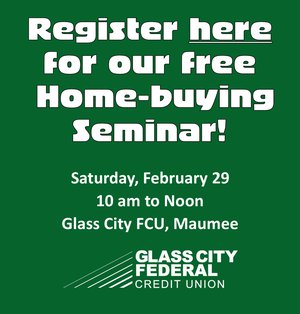 Register here
for our free
Home-buying
Seminar!
Saturday, February 29
10 am to Noon
Glass City FCU, Maumee
GLASS CITY
FEDERAL
CREDIT UNION